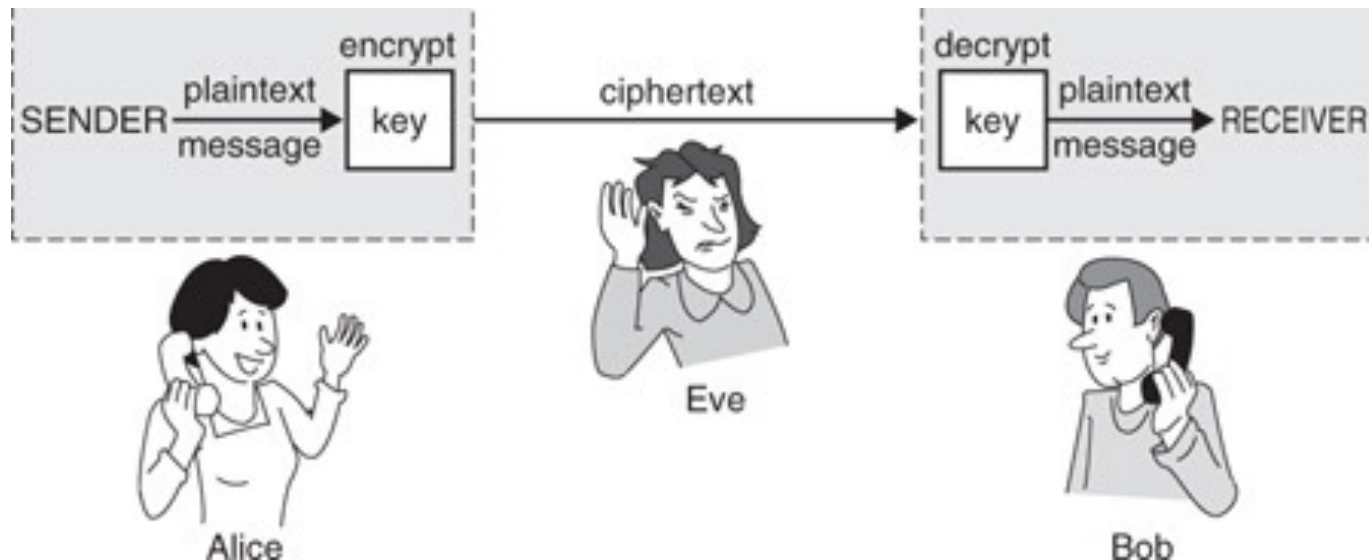 encrypt
decrypt
plaintext
ciphertext
plaintext
SENDER
key
key
RECEIVER
message
message
Eve
Alice
Bob